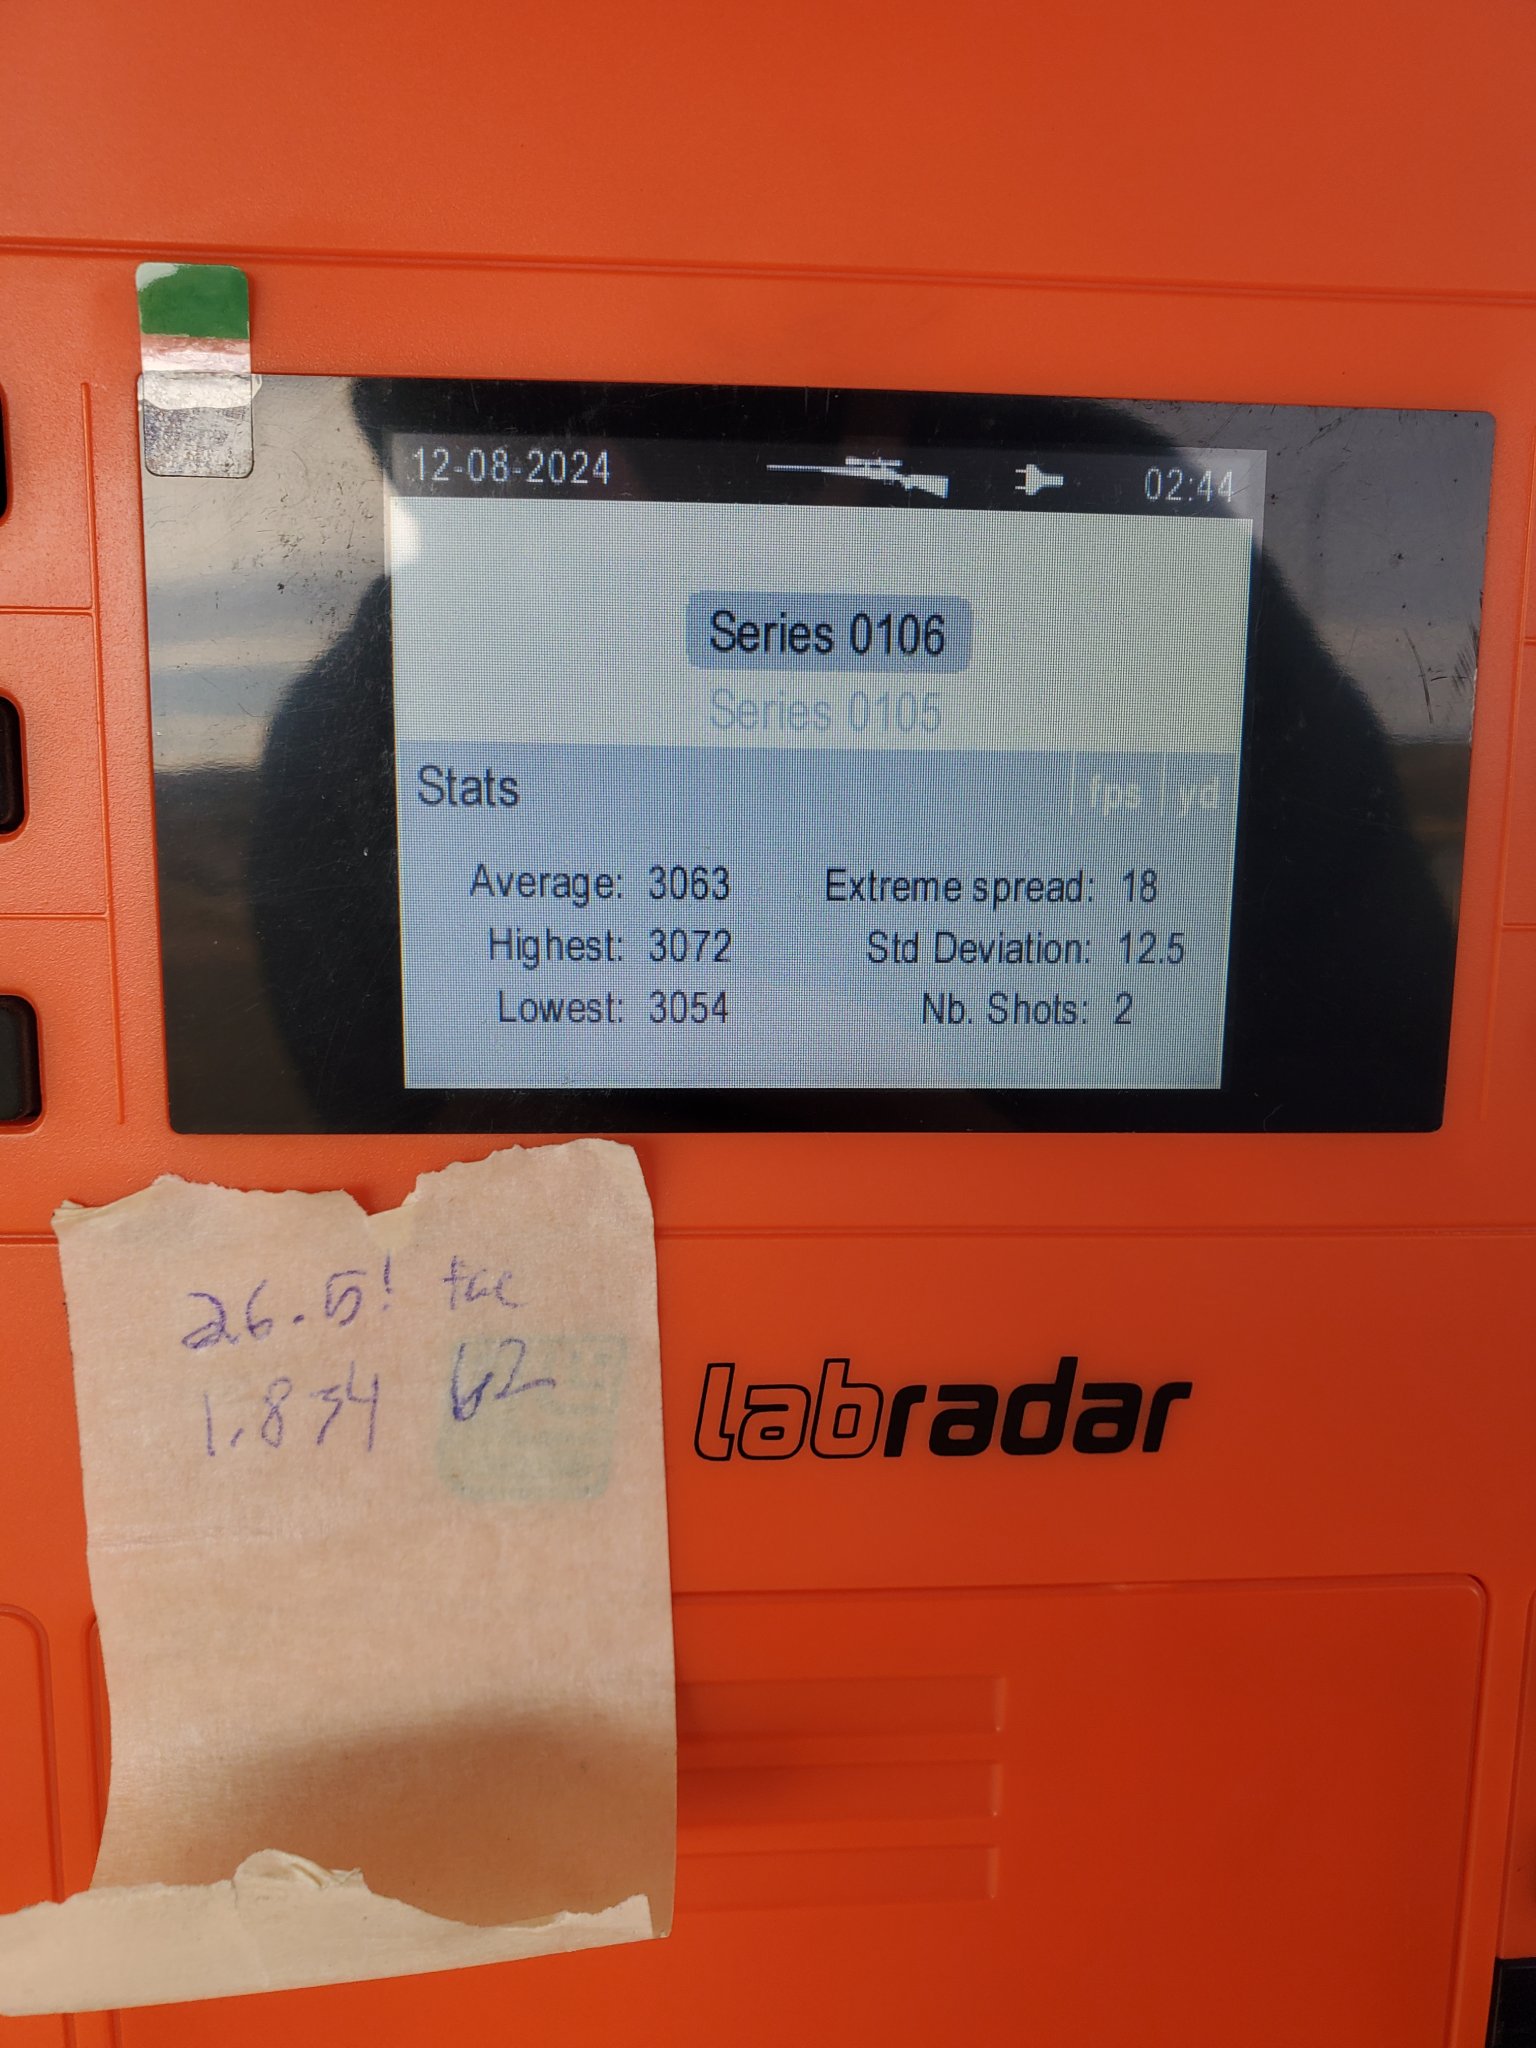 12-08-2024 02:44
Series 0106
Series 0105
Stats fps yd
Average: 3063 Extreme spread: 18
Highest: 3072 Std Deviation: 12.5
Lowest: 3054 Nb. Shots: 2
26.5! tac
1.834 62
labradar